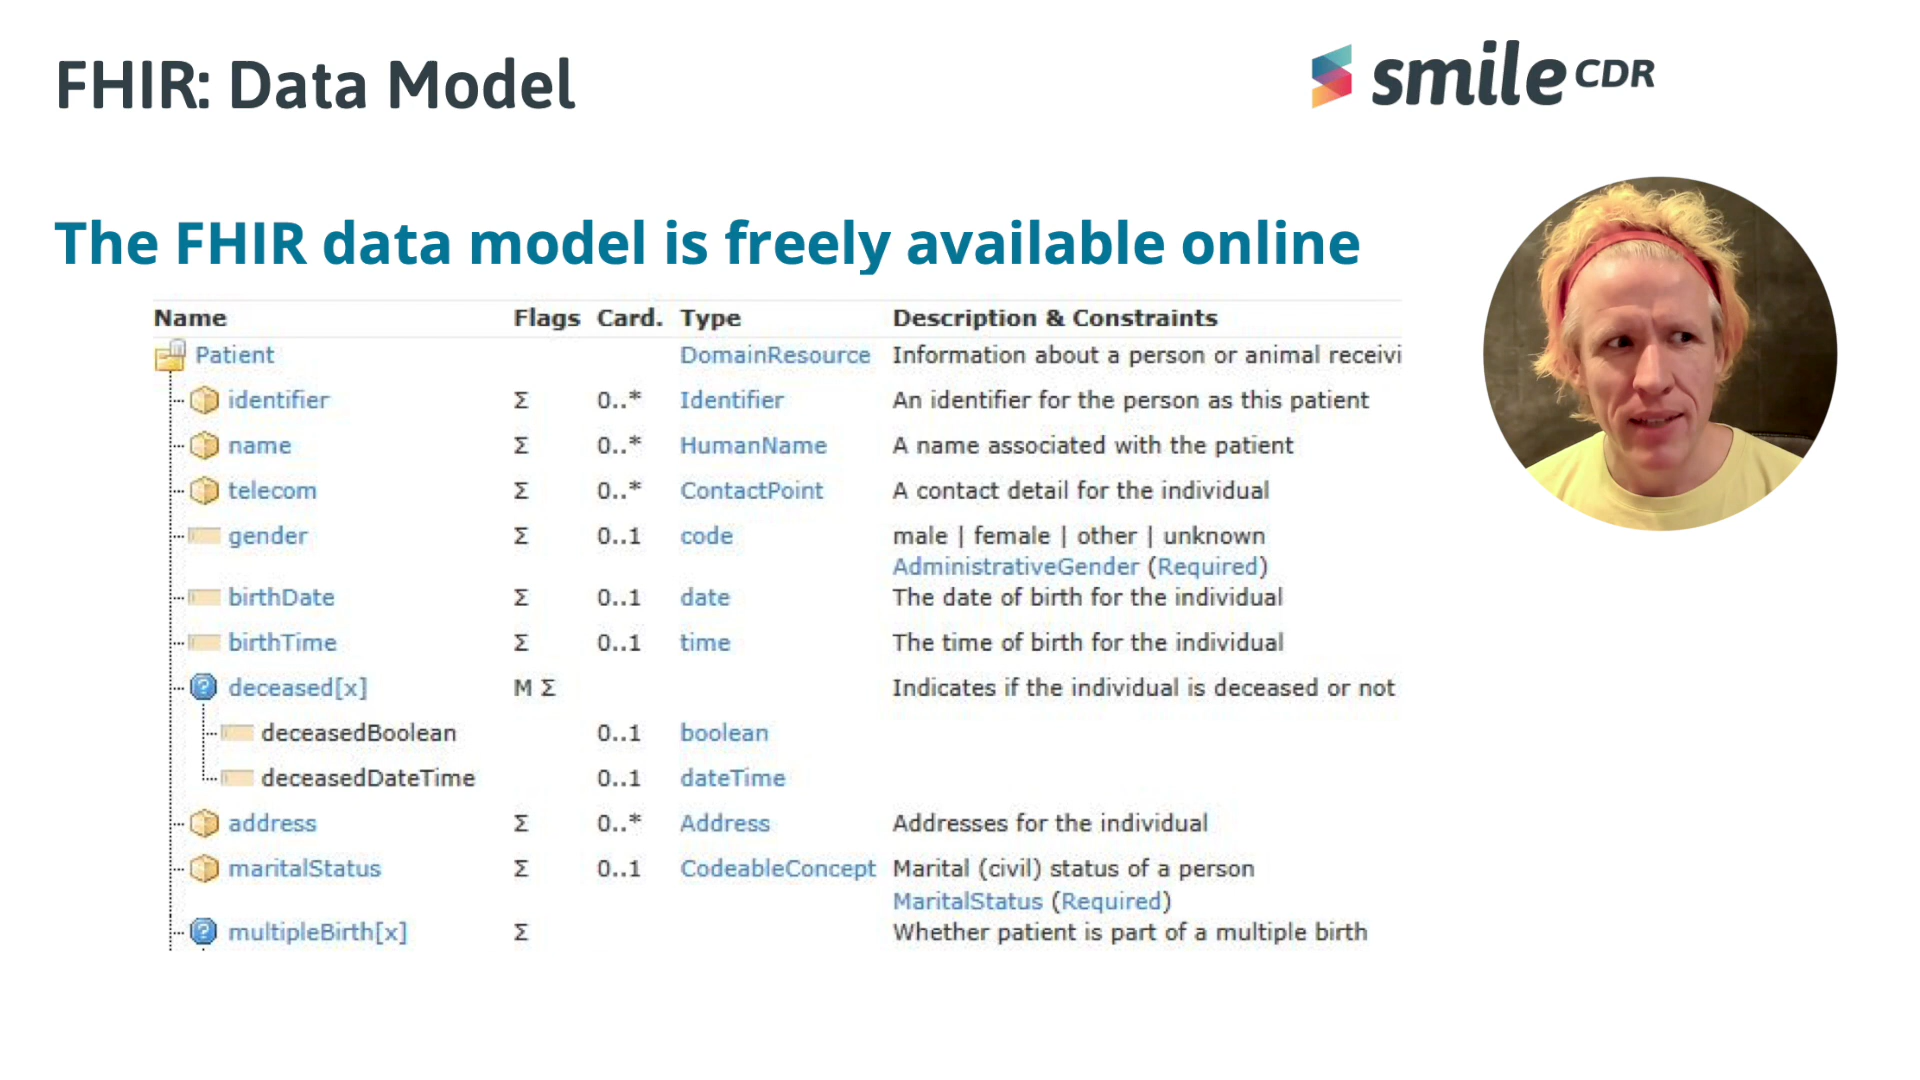 FHIR: Data Model
smile CDR
The FHIR data model is freely available online
Name Flags Card. Type Description & Constraints
Patient DomainResource Information about a person or animal receivi
identifier Σ 0..* Identifier An identifier for the person as this patient
name Σ 0..* HumanName A name associated with the patient
telecom Σ 0..* ContactPoint A contact detail for the individual
gender Σ 0..1 code male | female | other | unknown
AdministrativeGender (Required)
birthDate Σ 0..1 date The date of birth for the individual
birthTime Σ 0..1 time The time of birth for the individual
deceased[x] M Σ Indicates if the individual is deceased or not
deceasedBoolean 0..1 boolean
deceasedDateTime 0..1 dateTime
address Σ 0..* Address Addresses for the individual
maritalStatus Σ 0..1 CodeableConcept Marital (civil) status of a person
MaritalStatus (Required)
multipleBirth[x] Σ Whether patient is part of a multiple birth